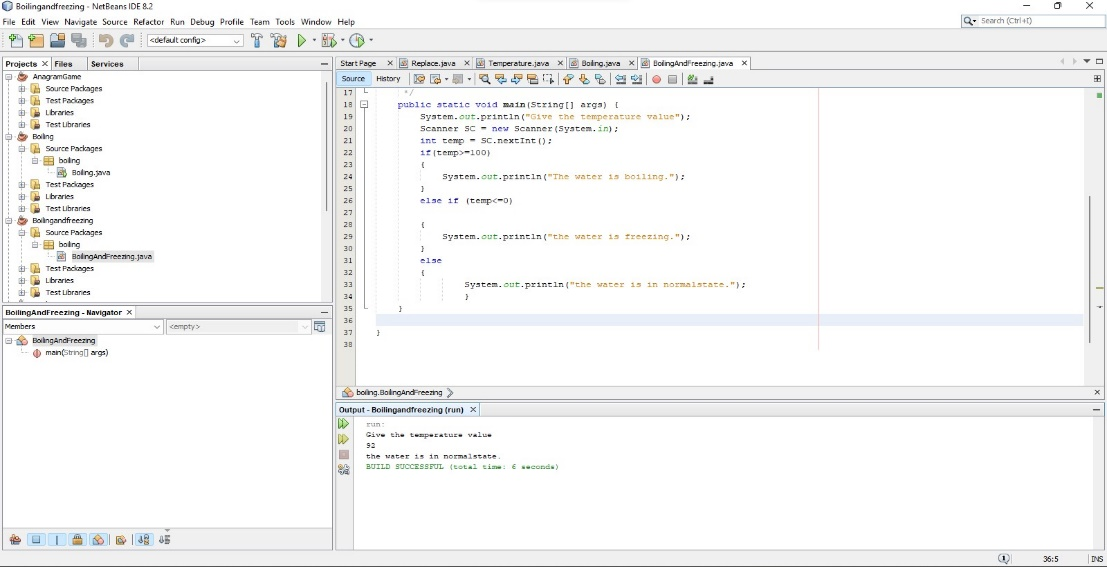 Boilingandfreezing - NetBeans IDE 8.2
File Edit View Navigate Source Refactor Run Debug Profile Team Tools Window Help
Search (Ctrl+I)
<default config>
Projects Files Services
AnagramGame
Source Packages
Test Packages
Libraries
Test Libraries
Boiling
Source Packages
boiling
Boiling.java
Test Packages
Libraries
Test Libraries
Boilingandfreezing
Source Packages
boiling
BoilingAndFreezing.java
Test Packages
Libraries
Test Libraries
BoilingAndFreezing - Navigator
Members <empty>
BoilingAndFreezing
main(String[] args)
Start Page Replace.java Temperature.java Boiling.java BoilingAndFreezing.java
Source History
17 */
18 public static void main(String[] args) {
19 System.out.println("Give the temperature value");
20 Scanner SC = new Scanner(System.in);
21 int temp = SC.nextInt();
22 if(temp>=100)
23 {
24 System.out.println("The water is boiling.");
25 }
26 else if (temp<=0)
27
28 {
29 System.out.println("the water is freezing.");
30 }
31 else
32 {
33 System.out.println("the water is in normalstate.");
34 }
35 }
36
37 }
38
boiling.BoilingAndFreezing
Output - Boilingandfreezing (run)
run:
Give the temperature value
92
the water is in normalstate.
BUILD SUCCESSFUL (total time: 6 seconds)
36:5 INS